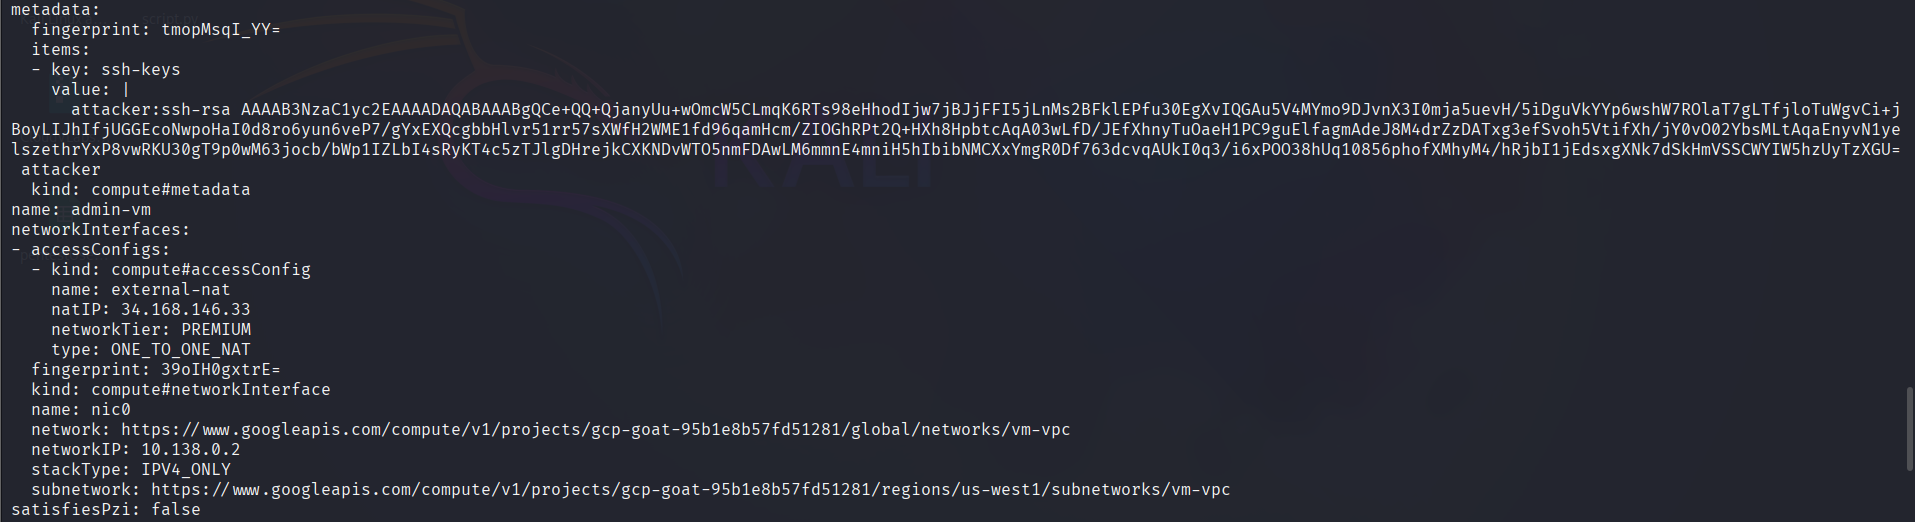 metadata:
  fingerprint: tmopMsqI_YY=
  items:
  - key: ssh-keys
    value: |
      attacker:ssh-rsa AAAAB3NzaC1yc2EAAAADAQABAAABgQCe+QQ+QjanyUu+wOmcW5CLmqK6RTs98eHhodIjw7jBJjFFI5jLnMs2BFklEPfu30EgXvIQGAu5V4MYmo9DJvnX3I0mja5uevH/5iDguVkYYp6wshW7ROlaT7gLTfjloTuWgvCi+j
BoyLIJhIfjUGGEcoNwpoHaI0d8ro6yun6veP7/gYxEXQcgbbHlvr51rr57sXWfH2WME1fd96qamHcm/ZIOGhRPt2Q+HXh8HpbtcAqA03wLfD/JEfXhnyTuOaeH1PC9guElfagmAdeJ8M4drZzDATxg3efSvoh5VtifXh/jY0vO02YbsMLtAqaEnyvN1ye
lszethrYxP8vwRKU30gT9p0wM63jocb/bWp1IZLbI4sRyKT4c5zTJlgDHrejkCXKNDvWTO5nmFDAwLM6mmnE4mniH5hIbibNMCXxYmgR0Df763dcvqAUkI0q3/i6xPOO38hUq10856phofXMhyM4/hRjbI1jEdsxgXNk7dSkHmVSSCWYIW5hzUyTzXGU=
 attacker
  kind: compute#metadata
name: admin-vm
networkInterfaces:
- accessConfigs:
  - kind: compute#accessConfig
    name: external-nat
    natIP: 34.168.146.33
    networkTier: PREMIUM
    type: ONE_TO_ONE_NAT
  fingerprint: 39oIH0gxtrE=
  kind: compute#networkInterface
  name: nic0
  network: https://www.googleapis.com/compute/v1/projects/gcp-goat-95b1e8b57fd51281/global/networks/vm-vpc
  networkIP: 10.138.0.2
  stackType: IPV4_ONLY
  subnetwork: https://www.googleapis.com/compute/v1/projects/gcp-goat-95b1e8b57fd51281/regions/us-west1/subnetworks/vm-vpc
satisfiesPzi: false